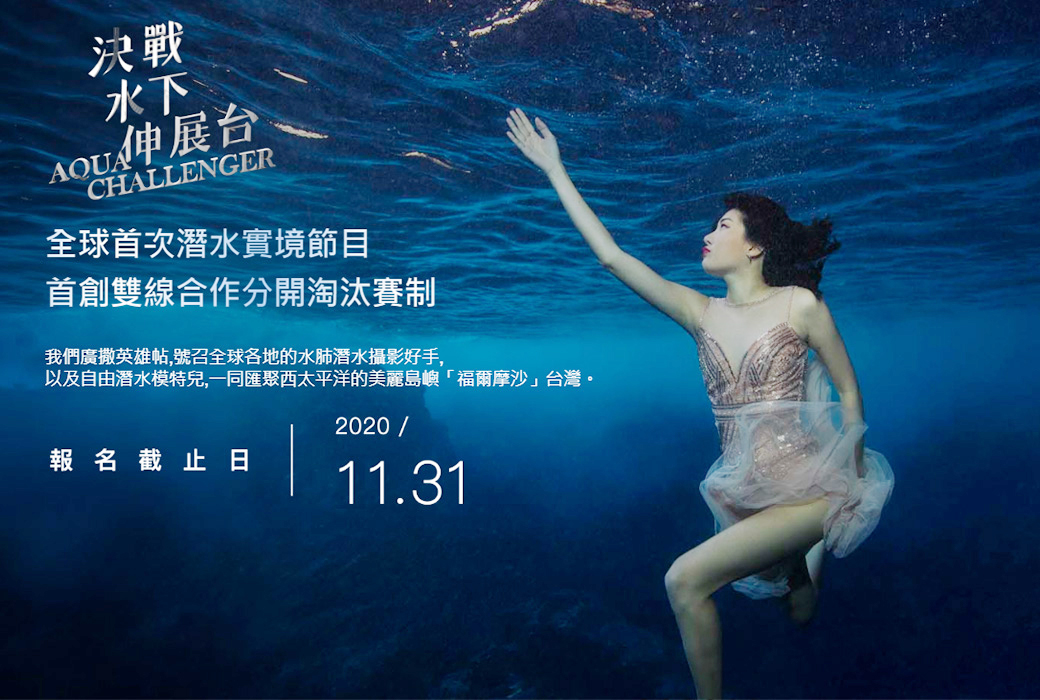 決戰
水下
伸展台
AQUA
CHALLENGER
全球首次潛水實境節目
首創雙線合作分開淘汰賽制
我們廣撒英雄帖,號召全球各地的水肺潛水攝影好手,
以及自由潛水模特兒,一同匯聚西太平洋的美麗島嶼「福爾摩沙」台灣。
報名截止日
2020 /
11.31